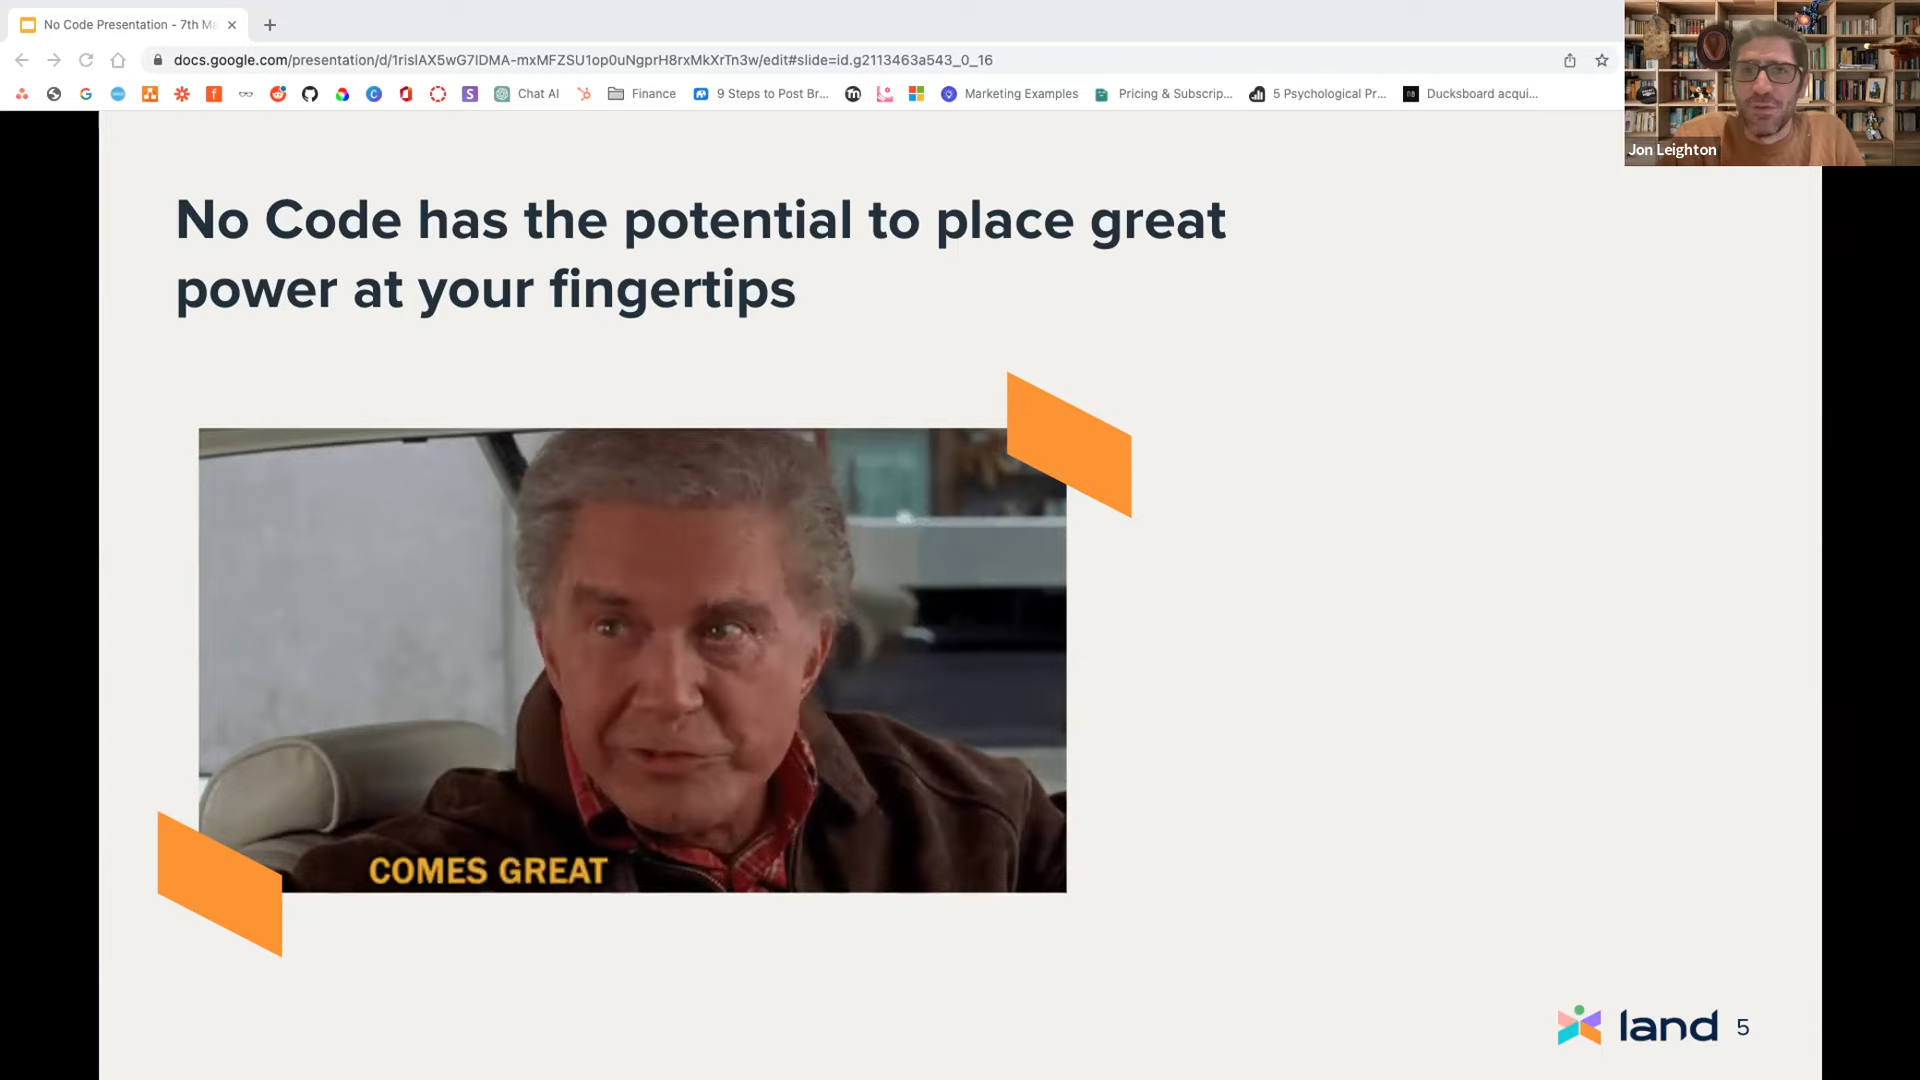 No Code Presentation - 7th Ma
docs.google.com/presentation/d/1rislAX5wG7IDMA-mxMFZSU1op0uNgprH8rxMkXrTn3w/edit#slide=id.g2113463a543_0_16
Chat AI
Finance
9 Steps to Post Br...
Marketing Examples
Pricing & Subscrip...
5 Psychological Pr...
Ducksboard acqui...
Jon Leighton
No Code has the potential to place great
power at your fingertips
COMES GREAT
land 5